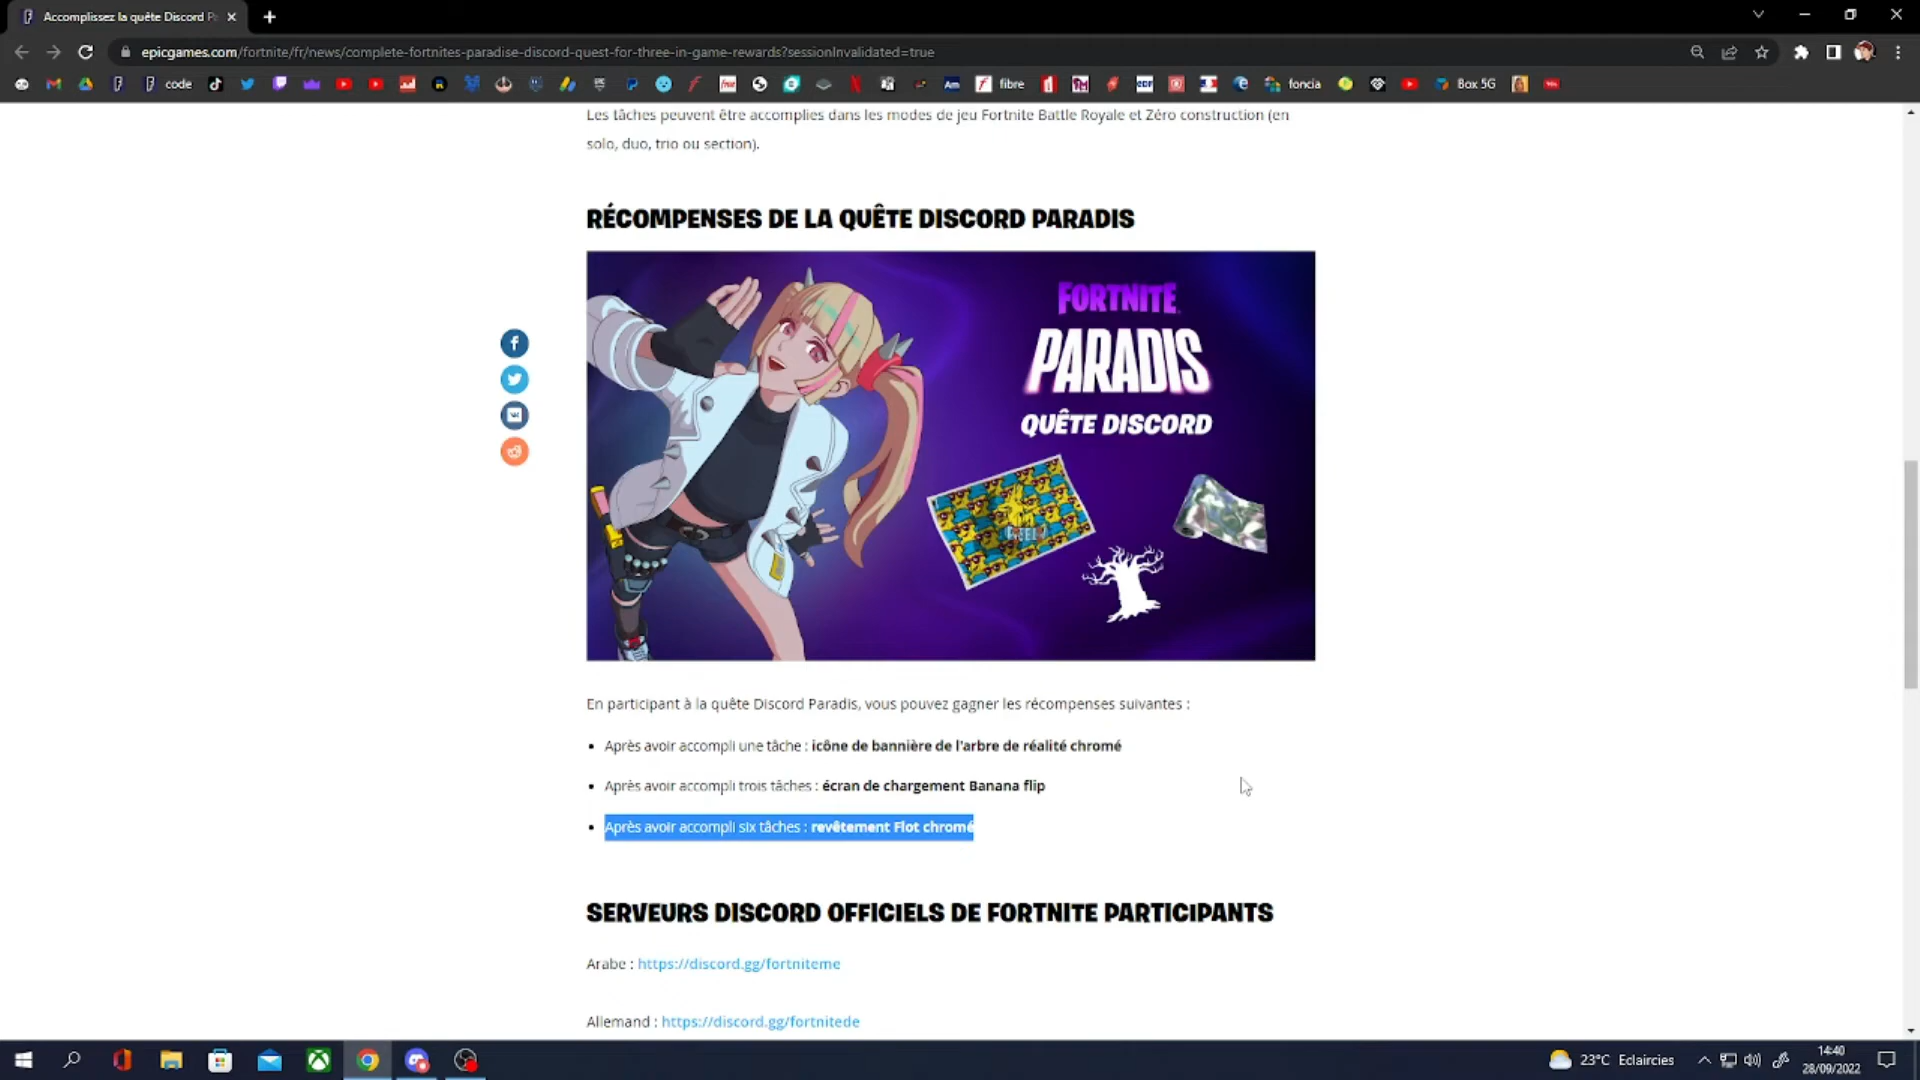 Accomplissez la quête Discord P
epicgames.com/fortnite/fr/news/complete-fortnites-paradise-discord-quest-for-three-in-game-rewards?sessionInvalidated=true
code
fibre
foncia
Box 5G
Les tâches peuvent être accomplies dans les modes de jeu Fortnite Battle Royale et Zéro construction (en
solo, duo, trio ou section).
RÉCOMPENSES DE LA QUÊTE DISCORD PARADIS
FORTNITE
PARADIS
QUÊTE DISCORD
En participant à la quête Discord Paradis, vous pouvez gagner les récompenses suivantes :
• Après avoir accompli une tâche : icône de bannière de l'arbre de réalité chromé
• Après avoir accompli trois tâches : écran de chargement Banana flip
• Après avoir accompli six tâches : revêtement Flot chromé
SERVEURS DISCORD OFFICIELS DE FORTNITE PARTICIPANTS
Arabe : https://discord.gg/fortniteme
Allemand : https://discord.gg/fortnitede
23°C Eclaircies
14:40
28/09/2022